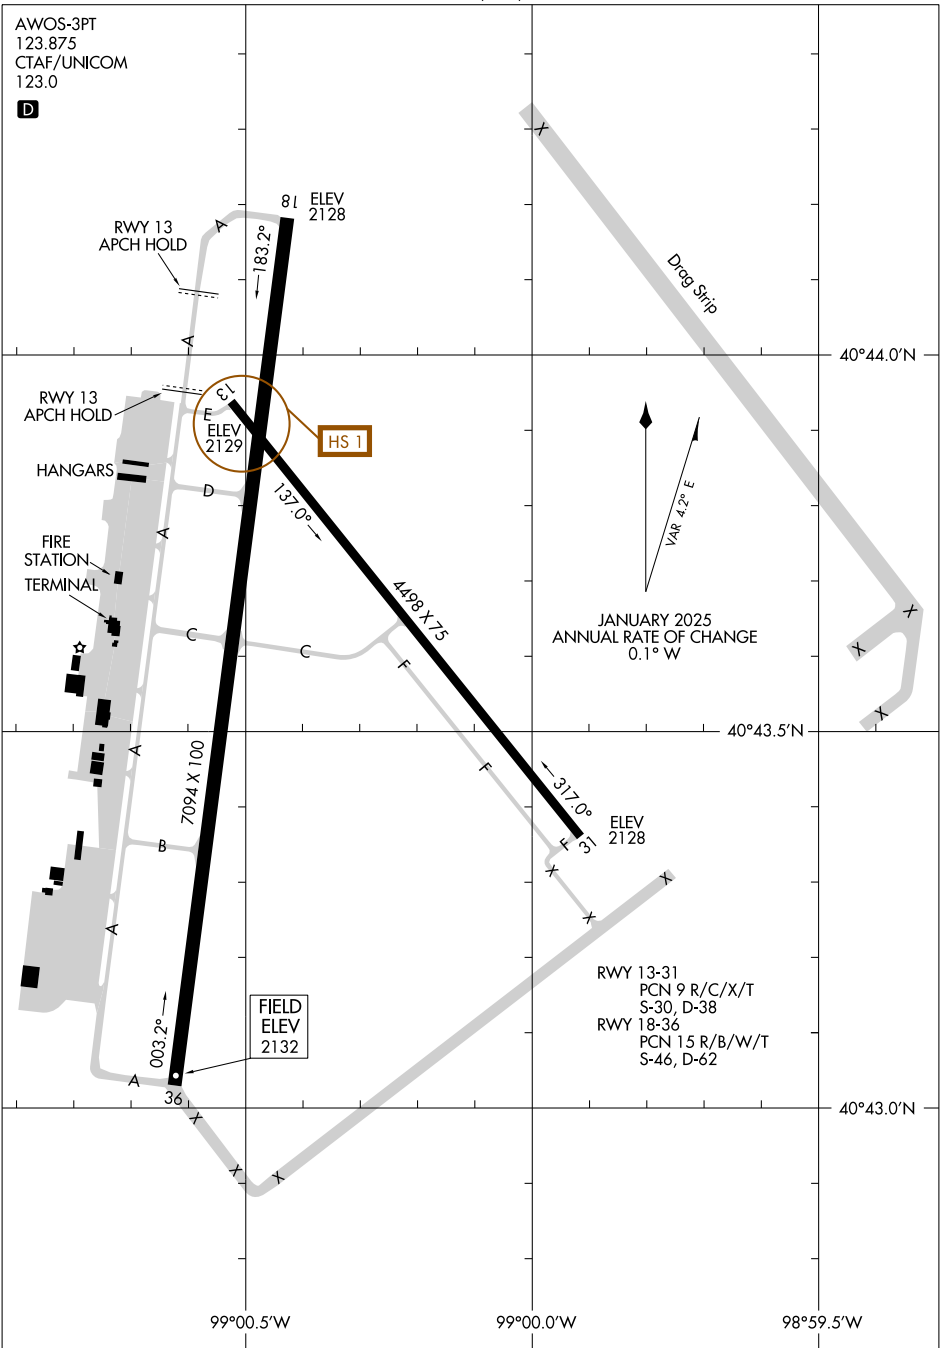 AWOS-3PT
123.875
CTAF/UNICOM
123.0
D
18
ELEV
2128
A
RWY 13
APCH HOLD
183.2°
Drag Strip
X
A
40°44.0'N
RWY 13
APCH HOLD
13
E
ELEV
2129
HS 1
HANGARS
D
137.0°
VAR 4.2° E
A
FIRE
STATION
TERMINAL
4498 X 75
JANUARY 2025
ANNUAL RATE OF CHANGE
0.1° W
X
X
X
C
C
F
40°43.5'N
A
7094 X 100
F
317.0°
ELEV
2128
31
F
B
X
X
X
A
RWY 13-31
PCN 9 R/C/X/T
S-30, D-38
RWY 18-36
PCN 15 R/B/W/T
S-46, D-62
FIELD
ELEV
2132
003.2°
A
36
X
X
X
40°43.0'N
99°00.5'W
99°00.0'W
98°59.5'W